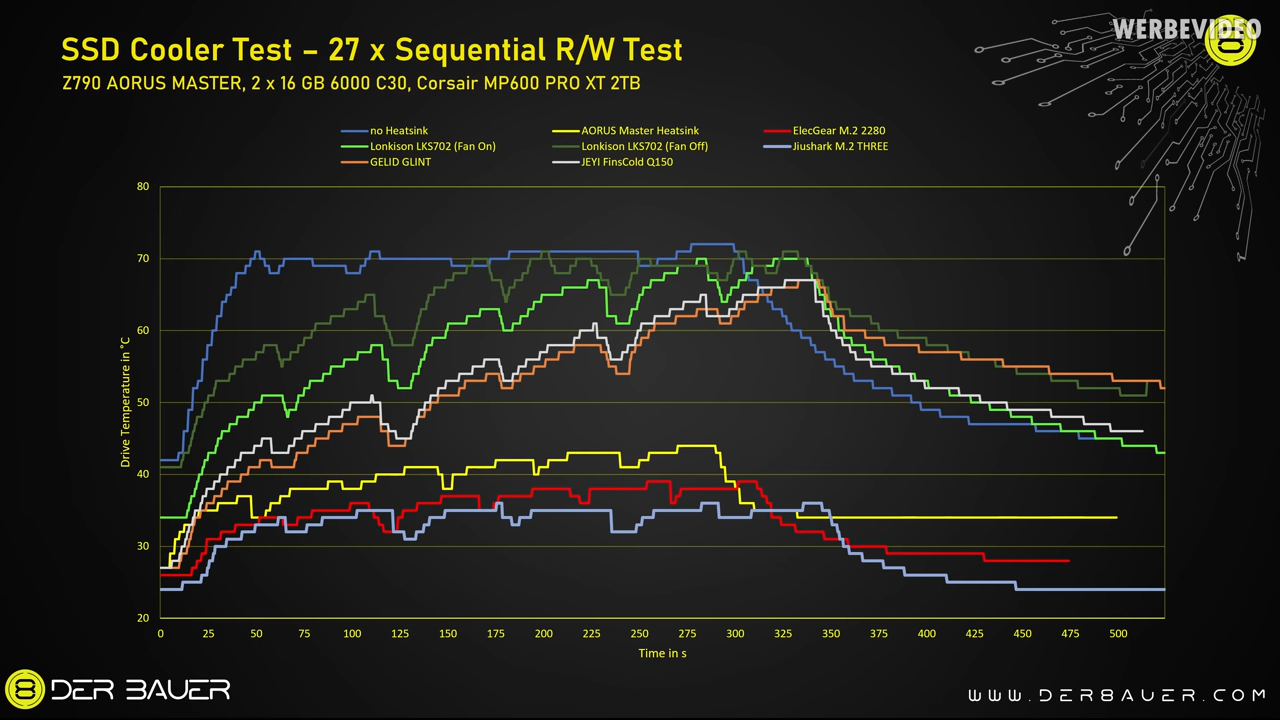 WERBEVIDEO
SSD Cooler Test – 27 x Sequential R/W Test
Z790 AORUS MASTER, 2 x 16 GB 6000 C30, Corsair MP600 PRO XT 2TB
no Heatsink AORUS Master Heatsink ElecGear M.2 2280
Lonkison LKS702 (Fan On) Lonkison LKS702 (Fan Off) Jiushark M.2 THREE
GELID GLINT JEYI FinsCold Q150
80
70
60
50
40
30
20
Drive Temperature in °C
0 25 50 75 100 125 150 175 200 225 250 275 300 325 350 375 400 425 450 475 500
Time in s
8 DER BAUER
www.der8auer.com